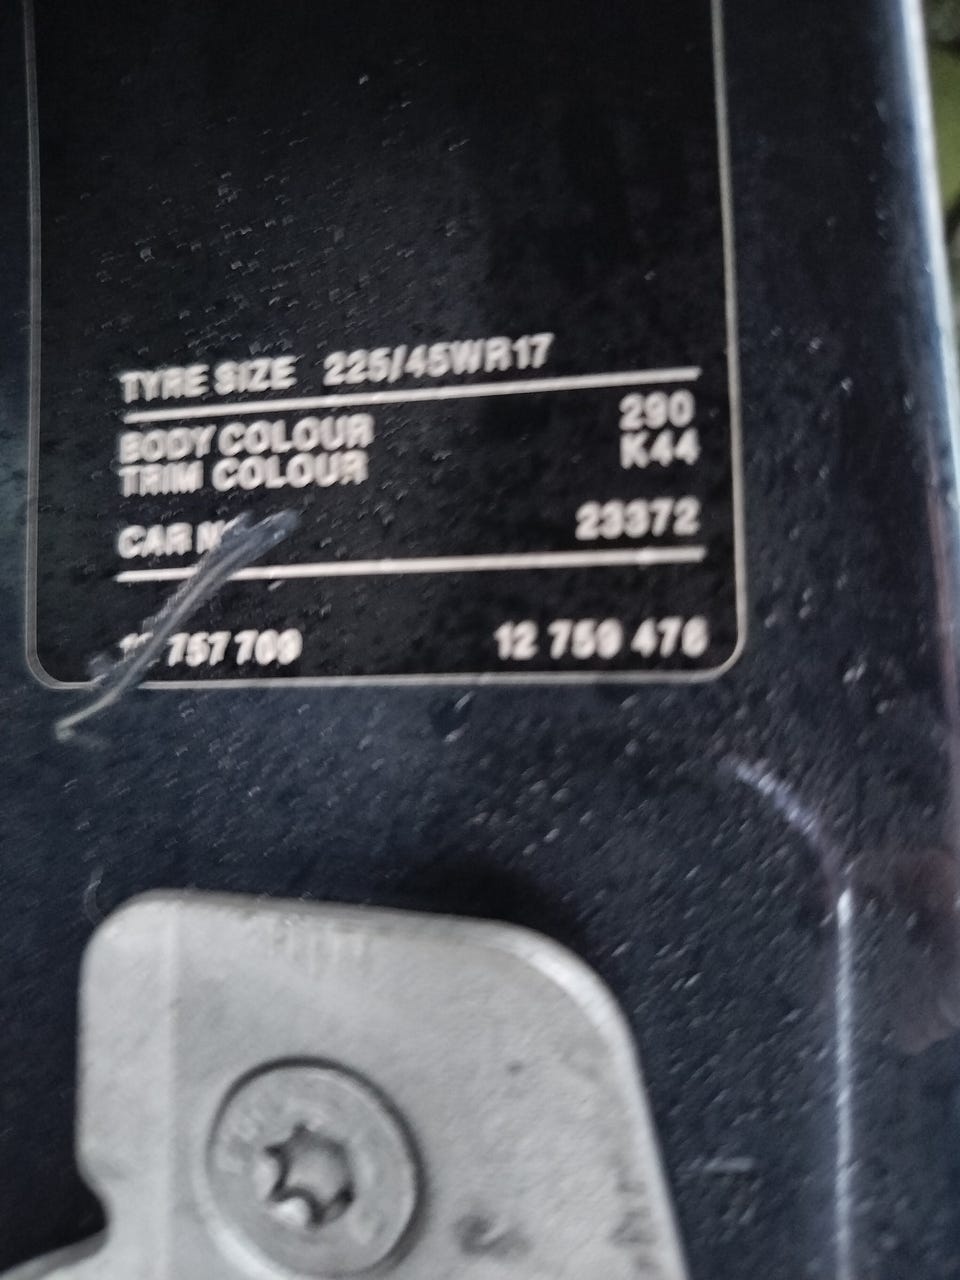 TYRE SIZE 225/45WR17
BODY COLOUR 290
TRIM COLOUR K44
CAR 23372
757 709 12 759 476